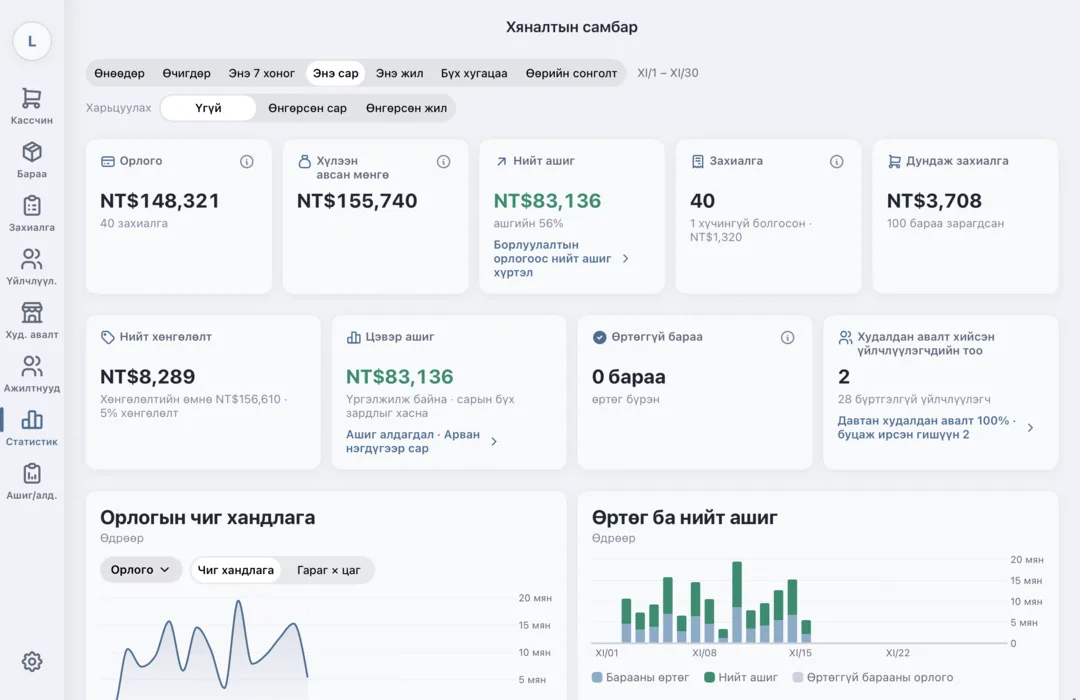 Хяналтын самбар
L
Кассчин
Бараа
Захиалга
Үйлчлүүл.
Худ. авалт
Ажилтнууд
Статистик
Ашиг/алд.
Өнөөдөр Өчигдөр Энэ 7 хоног Энэ сар Энэ жил Бүх хугацаа Өөрийн сонголт XI/1 – XI/30
Харьцуулах Үгүй Өнгөрсөн сар Өнгөрсөн жил
Орлого
NT$148,321
40 захиалга
Хүлээн
авсан мөнгө
NT$155,740
Нийт ашиг
NT$83,136
ашгийн 56%
Борлуулалтын
орлогоос нийт ашиг
хүртэл
Захиалга
40
1 хүчингүй болгосон ·
NT$1,320
Дундаж захиалга
NT$3,708
100 бараа зарагдсан
Нийт хөнгөлөлт
NT$8,289
Хөнгөлөлтийн өмнө NT$156,610 ·
5% хөнгөлөлт
Цэвэр ашиг
NT$83,136
Үргэлжилж байна · сарын бүх
зардлыг хасна
Ашиг алдагдал · Арван
нэгдүгээр сар
Өртөггүй бараа
0 бараа
өртөг бүрэн
Худалдан авалт хийсэн
үйлчлүүлэгчдийн тоо
2
28 бүртгэлгүй үйлчлүүлэгч
Давтан худалдан авалт 100% ·
буцаж ирсэн гишүүн 2
Орлогын чиг хандлага
Өдрөөр
Орлого Чиг хандлага Гараг × цаг
20 мян
15 мян
10 мян
5 мян
Өртөг ба нийт ашиг
Өдрөөр
20 мян
15 мян
10 мян
5 мян
0
XI/01 XI/08 XI/15 XI/22
Барааны өртөг Нийт ашиг Өртөггүй барааны орлого